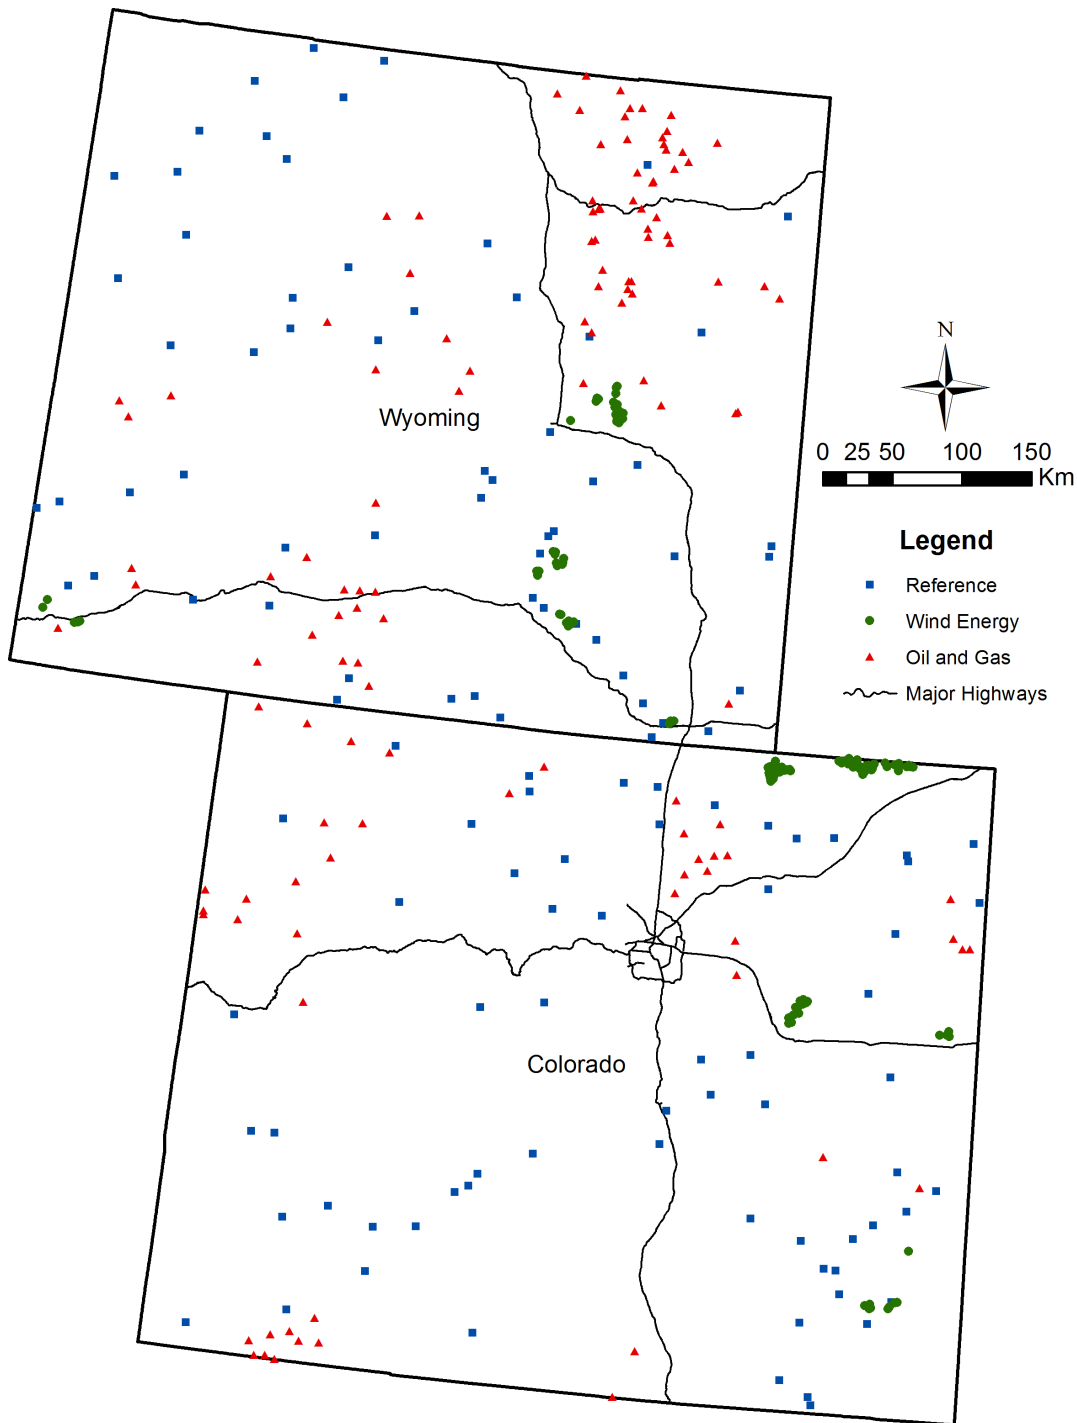 N
0 25 50 100 150
Km
Wyoming
Legend
Reference
Wind Energy
Oil and Gas
Major Highways
Colorado